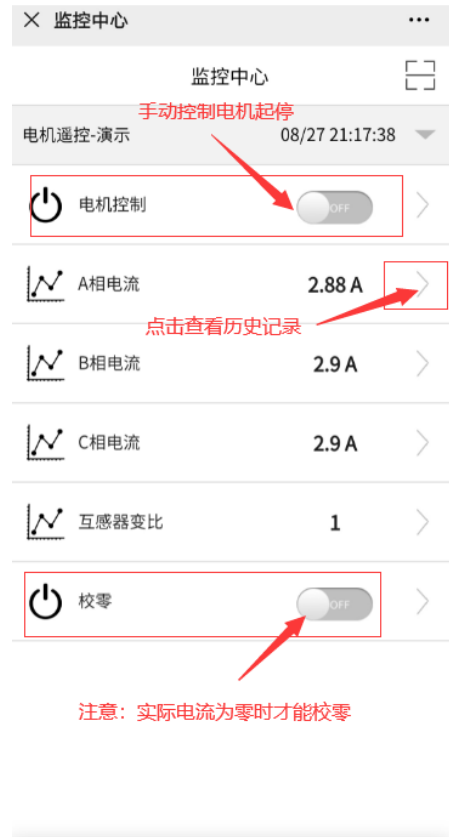 监控中心
监控中心
手动控制电机起停
电机遥控-演示 08/27 21:17:38
电机控制 OFF
A相电流 2.88 A
点击查看历史记录
B相电流 2.9 A
C相电流 2.9 A
互感器变比 1
校零 OFF
注意：实际电流为零时才能校零